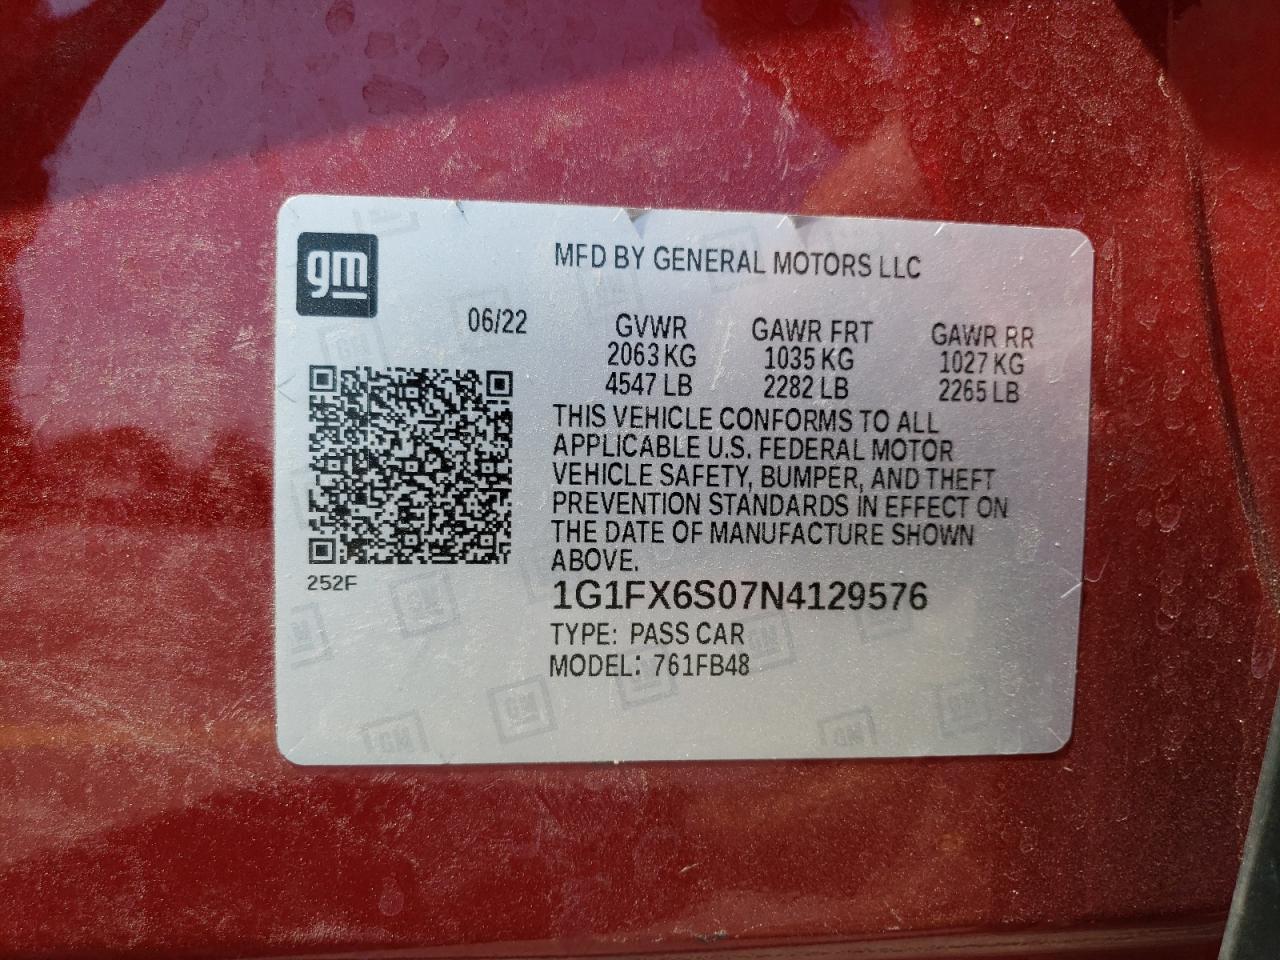 gm
MFD BY GENERAL MOTORS LLC
06/22
GVWR GAWR FRT GAWR RR
2063 KG 1035 KG 1027 KG
4547 LB 2282 LB 2265 LB
THIS VEHICLE CONFORMS TO ALL
APPLICABLE U.S. FEDERAL MOTOR
VEHICLE SAFETY, BUMPER, AND THEFT
PREVENTION STANDARDS IN EFFECT ON
THE DATE OF MANUFACTURE SHOWN
ABOVE.
252F
1G1FX6S07N4129576
TYPE: PASS CAR
MODEL: 761FB48